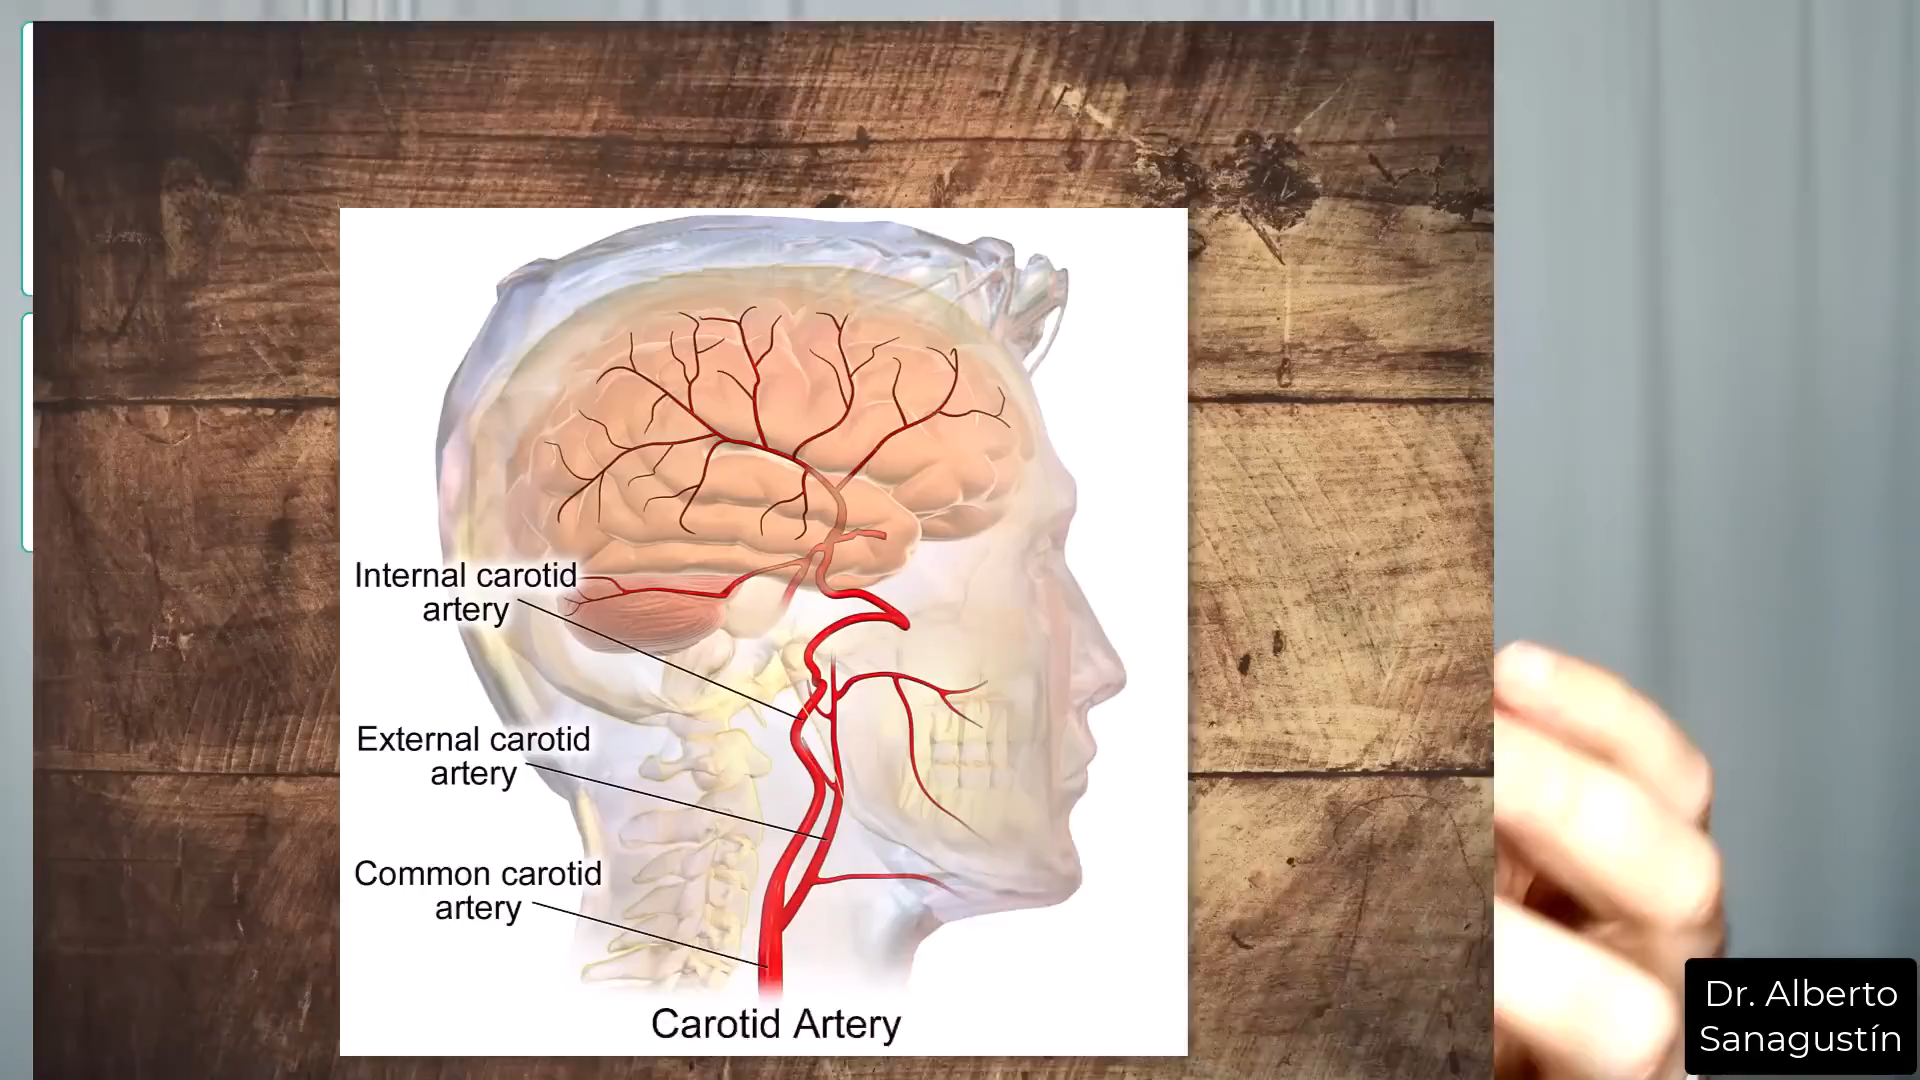 Internal carotid
artery
External carotid
artery
Common carotid
artery
Carotid Artery
Dr. Alberto
Sanagustín